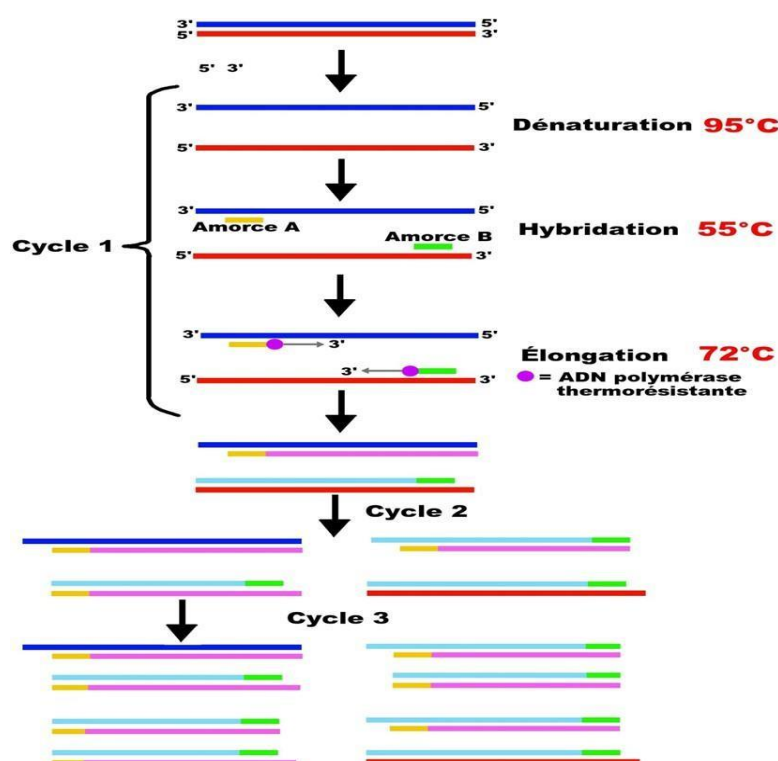 3' 5'
5' 3'
5' 3'
3' 5'
Dénaturation 95°C
5' 3'
3' 5'
Amorce A
Hybridation 55°C
Amorce B
Cycle 1
5' 3'
3' 5'
3'
Élongation 72°C
3'
5' 3'
= ADN polymérase
thermorésistante
Cycle 2
Cycle 3